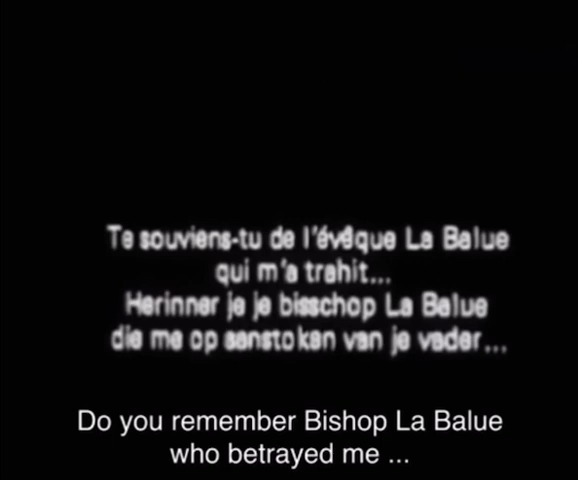 Te souviens-tu de l'évêque La Balue
qui m'a trahit...
Herinner je je bisschop La Balue
die me op aanstoken van je vader...
Do you remember Bishop La Balue
who betrayed me ...